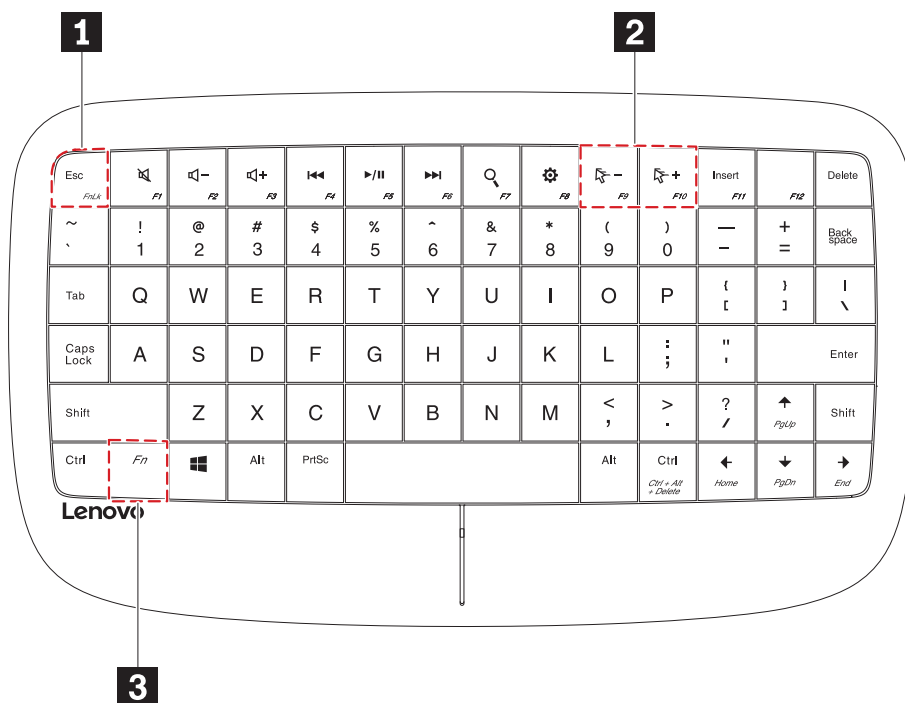 1 2
Esc FnLk F1 - F2 + F3 F4 F5 F6 F7 F8 - F9 + F10 Insert F11 F12 Delete
~ ` ! 1 @ 2 # 3 $ 4 % 5 ^ 6 & 7 * 8 ( 9 ) 0 — - + = Back space
Tab Q W E R T Y U I O P { [ } ] | \
Caps Lock A S D F G H J K L : ; " ' Enter
Shift Z X C V B N M < , > . ? / PgUp Shift
Ctrl Fn Alt PrtSc Alt Ctrl Ctrl + Alt + Delete Home PgDn End
Lenovo
3